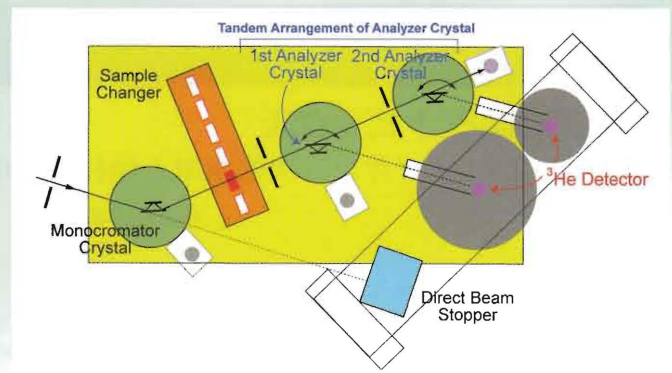 Tandem Arrangement of Analyzer Crystal
1st Analyzer
Crystal
2nd Analyzer
Crystal
Sample
Changer
³He Detector
Monocromator
Crystal
Direct Beam
Stopper